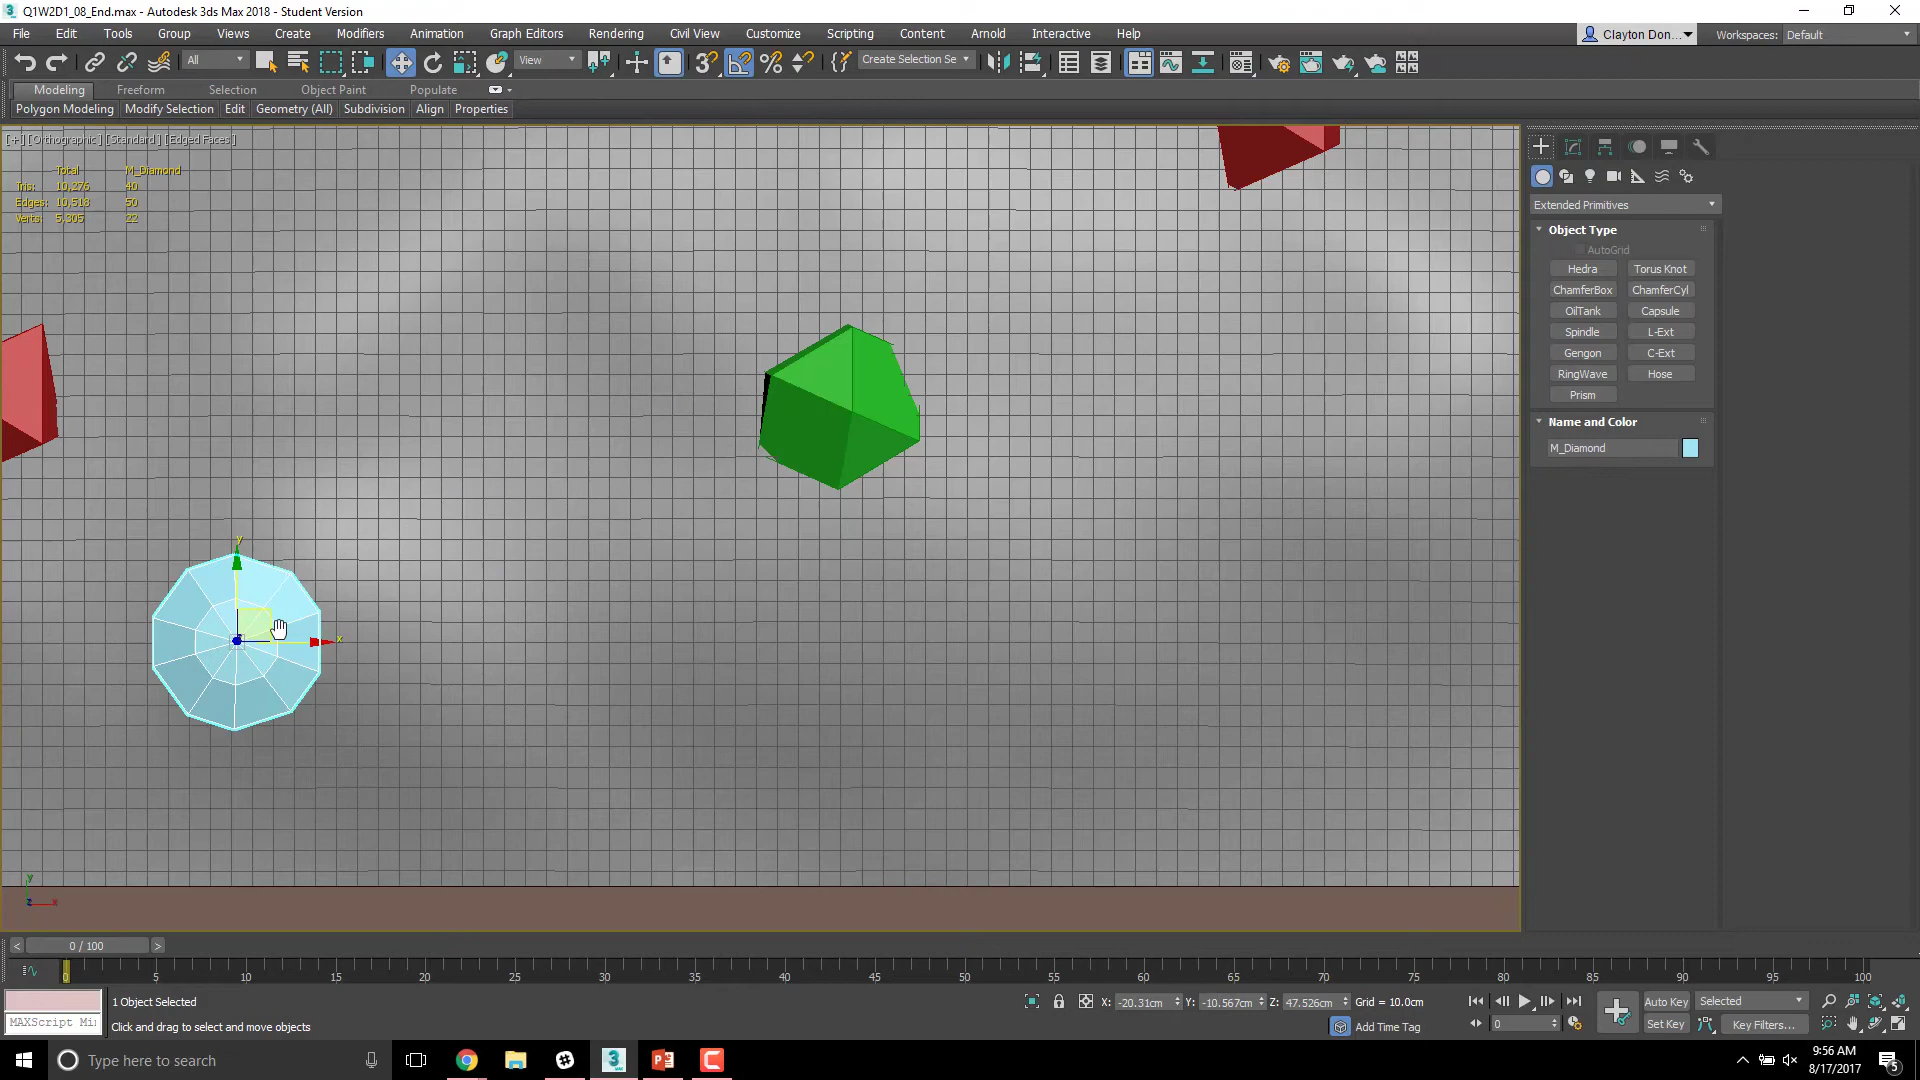 Q1W2D1_08_End.max - Autodesk 3ds Max 2018 - Student Version
File Edit Tools Group Views Create Modifiers Animation Graph Editors Rendering Civil View Customize Scripting Content Arnold Interactive Help
Clayton Don... Workspaces: Default
All View Create Selection Se
Modeling Freeform Selection Object Paint Populate
Polygon Modeling Modify Selection Edit Geometry (All) Subdivision Align Properties
[+] [Orthographic] [Standard] [Edged Faces]
Total M_Diamond
Tris: 10,276 40
Edges: 10,518 50
Verts: 5,305 22
Extended Primitives
Object Type
AutoGrid
Hedra Torus Knot
ChamferBox ChamferCyl
OilTank Capsule
Spindle L-Ext
Gengon C-Ext
RingWave Hose
Prism
Name and Color
M_Diamond
y
x
y
z x
< 0 / 100 >
0 5 10 15 20 25 30 35 40 45 50 55 60 65 70 75 80 85 90 95 100
1 Object Selected X: -20.31cm Y: -10.567cm Z: 47.526cm Grid = 10.0cm Auto Key Selected
MAXScript Mi Click and drag to select and move objects Add Time Tag 0 Set Key Key Filters...
Type here to search
9:56 AM
8/17/2017
5